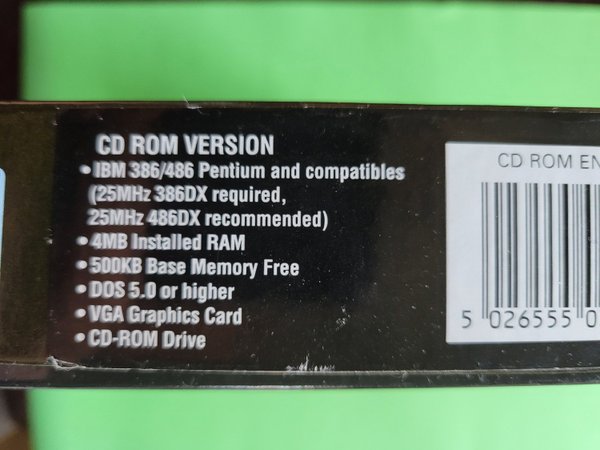 CD ROM VERSION
• IBM 386/486 Pentium and compatibles
(25MHz 386DX required,
25MHz 486DX recommended)
• 4MB Installed RAM
• 500KB Base Memory Free
• DOS 5.0 or higher
• VGA Graphics Card
• CD-ROM Drive
CD ROM EN
5 026555 0